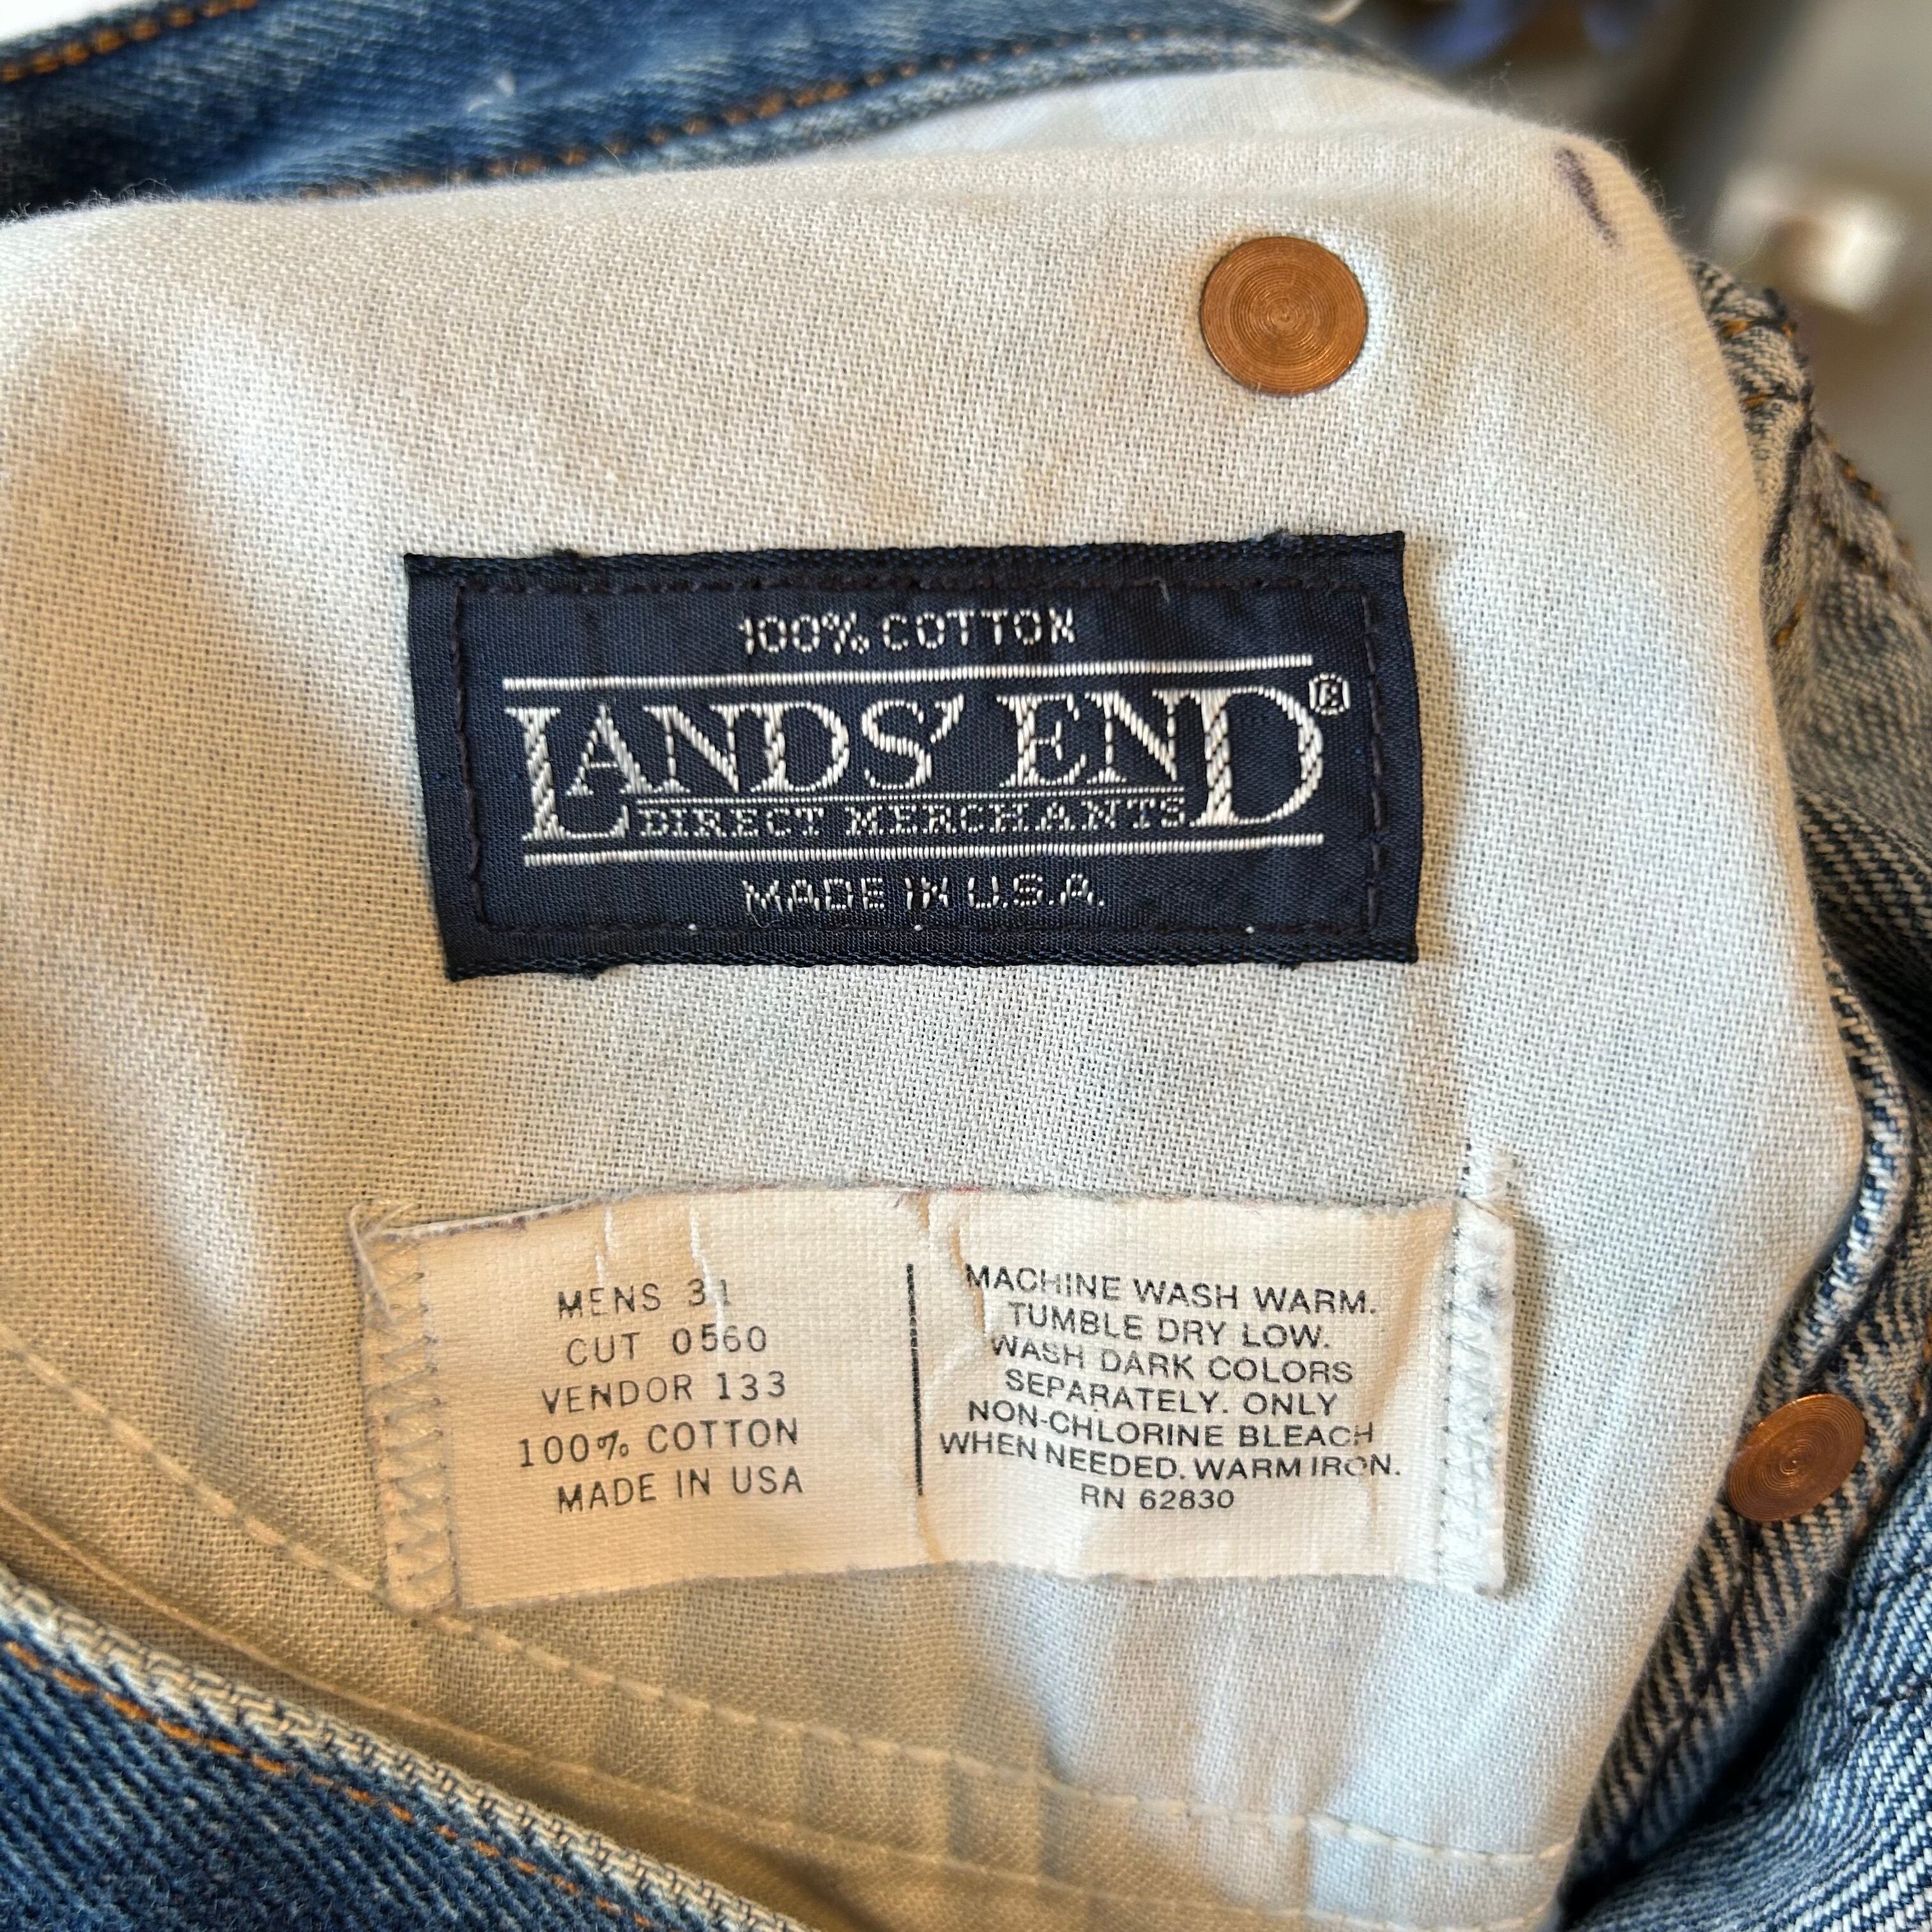 100% COTTON
LANDS' END®
DIRECT MERCHANTS
MADE IN U.S.A.
MENS 31
CUT 0560
VENDOR 133
100% COTTON
MADE IN USA
MACHINE WASH WARM.
TUMBLE DRY LOW.
WASH DARK COLORS
SEPARATELY. ONLY
NON-CHLORINE BLEACH
WHEN NEEDED. WARM IRON.
RN 62830